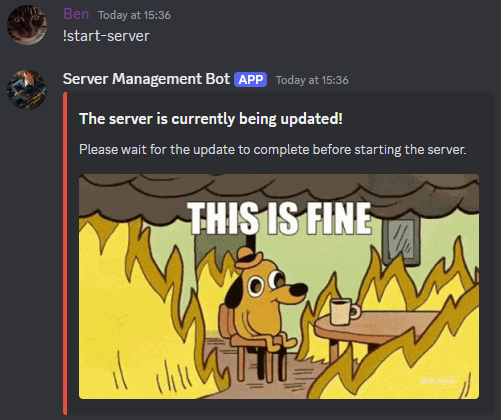 Ben Today at 15:36
!start-server
Server Management Bot APP Today at 15:36
The server is currently being updated!
Please wait for the update to complete before starting the server.
THIS IS FINE